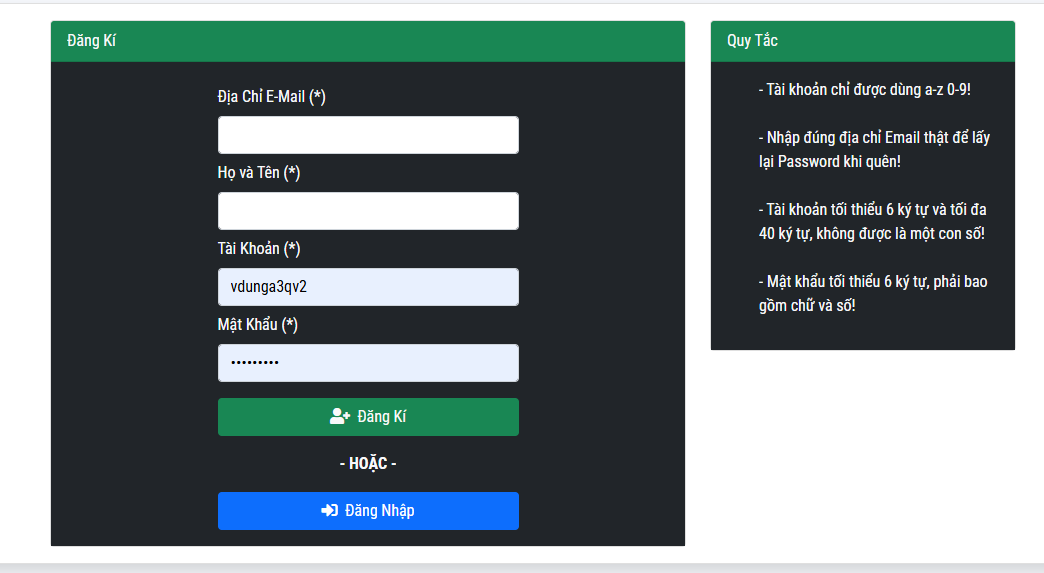 Đăng Kí
Địa Chỉ E-Mail (*)
Họ và Tên (*)
Tài Khoản (*)
vdunga3qv2
Mật Khẩu (*)
•••••••••
Đăng Kí
- HOẶC -
Đăng Nhập
Quy Tắc
- Tài khoản chỉ được dùng a-z 0-9!
- Nhập đúng địa chỉ Email thật để lấy
lại Password khi quên!
- Tài khoản tối thiểu 6 ký tự và tối đa
40 ký tự, không được là một con số!
- Mật khẩu tối thiểu 6 ký tự, phải bao
gồm chữ và số!